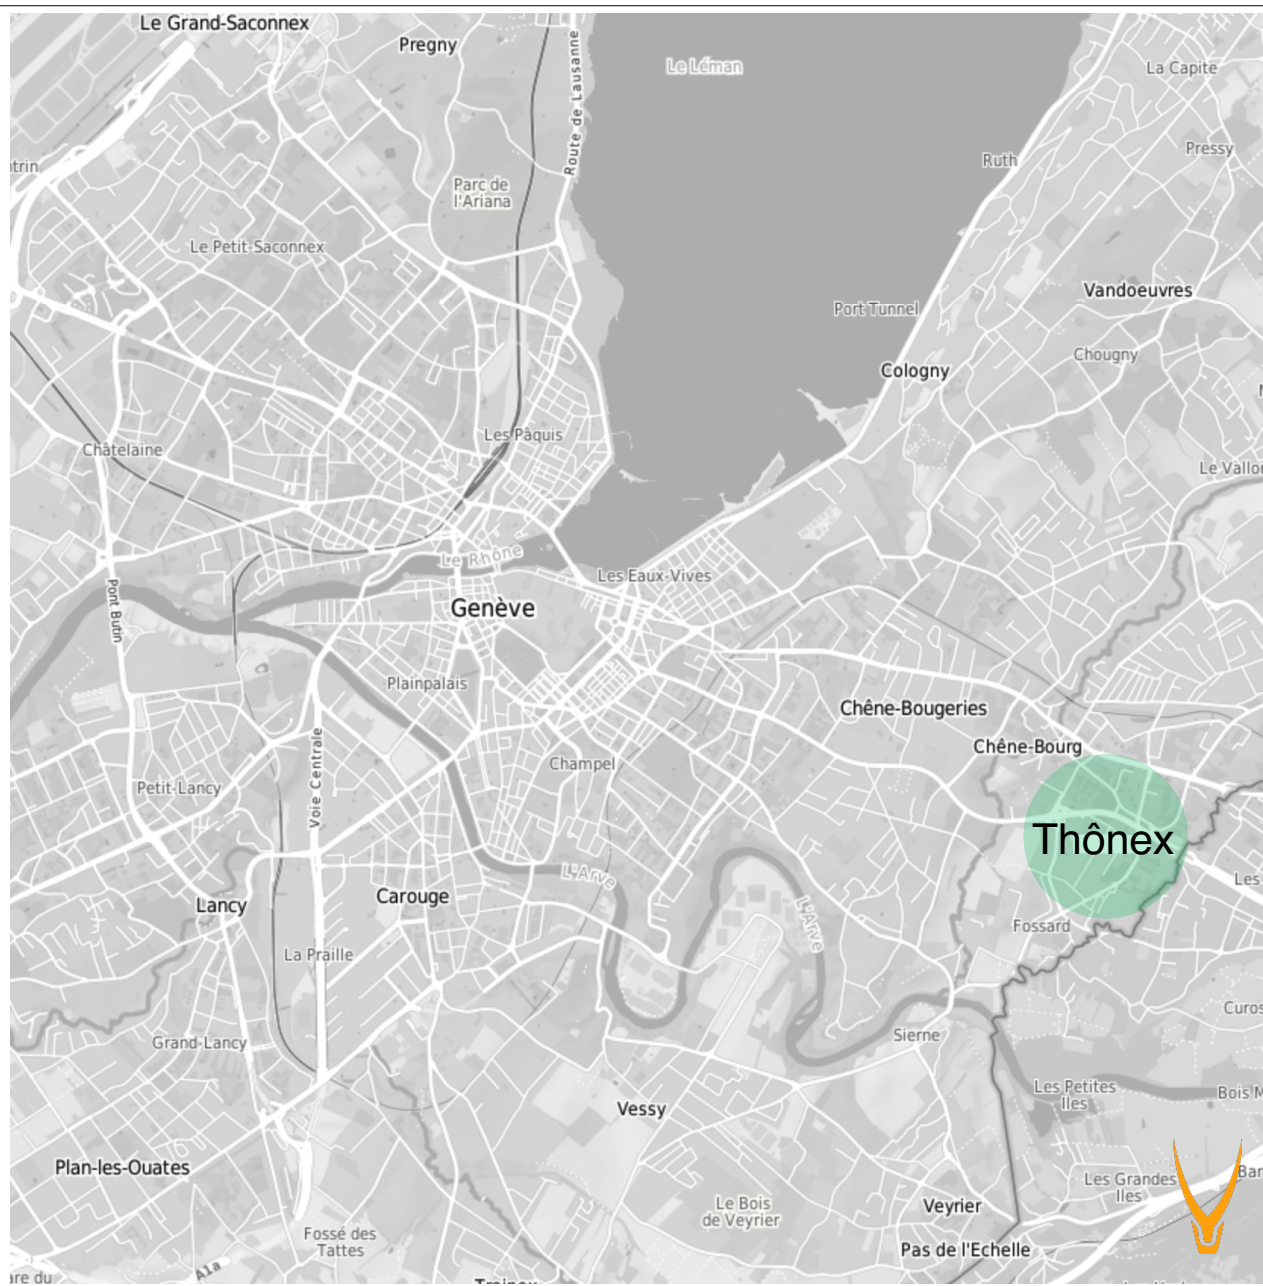 Le Grand-Saconnex
Pregny
Route de Lausanne
Le Léman
La Capite
Pressy
Ruth
Parc de
l'Ariana
Le Petit-Saconnex
Vandoeuvres
Port Tunnel
Chougny
Cologny
Les Pâquis
Châtelaine
Le Rhône
Les Eaux-Vives
Pont Butin
Genève
Plainpalais
Chêne-Bougeries
Chêne-Bourg
Champel
Voie Centrale
Petit-Lancy
Thônex
L'Arve
L'Arve
Les
Carouge
Lancy
Fossard
La Praille
Sierne
Grand-Lancy
Les Petites
Iles
Vessy
Plan-les-Ouates
Les Grandes
Iles
Le Bois
de Veyrier
Veyrier
Fossé des
Tattes
Pas de l'Echelle